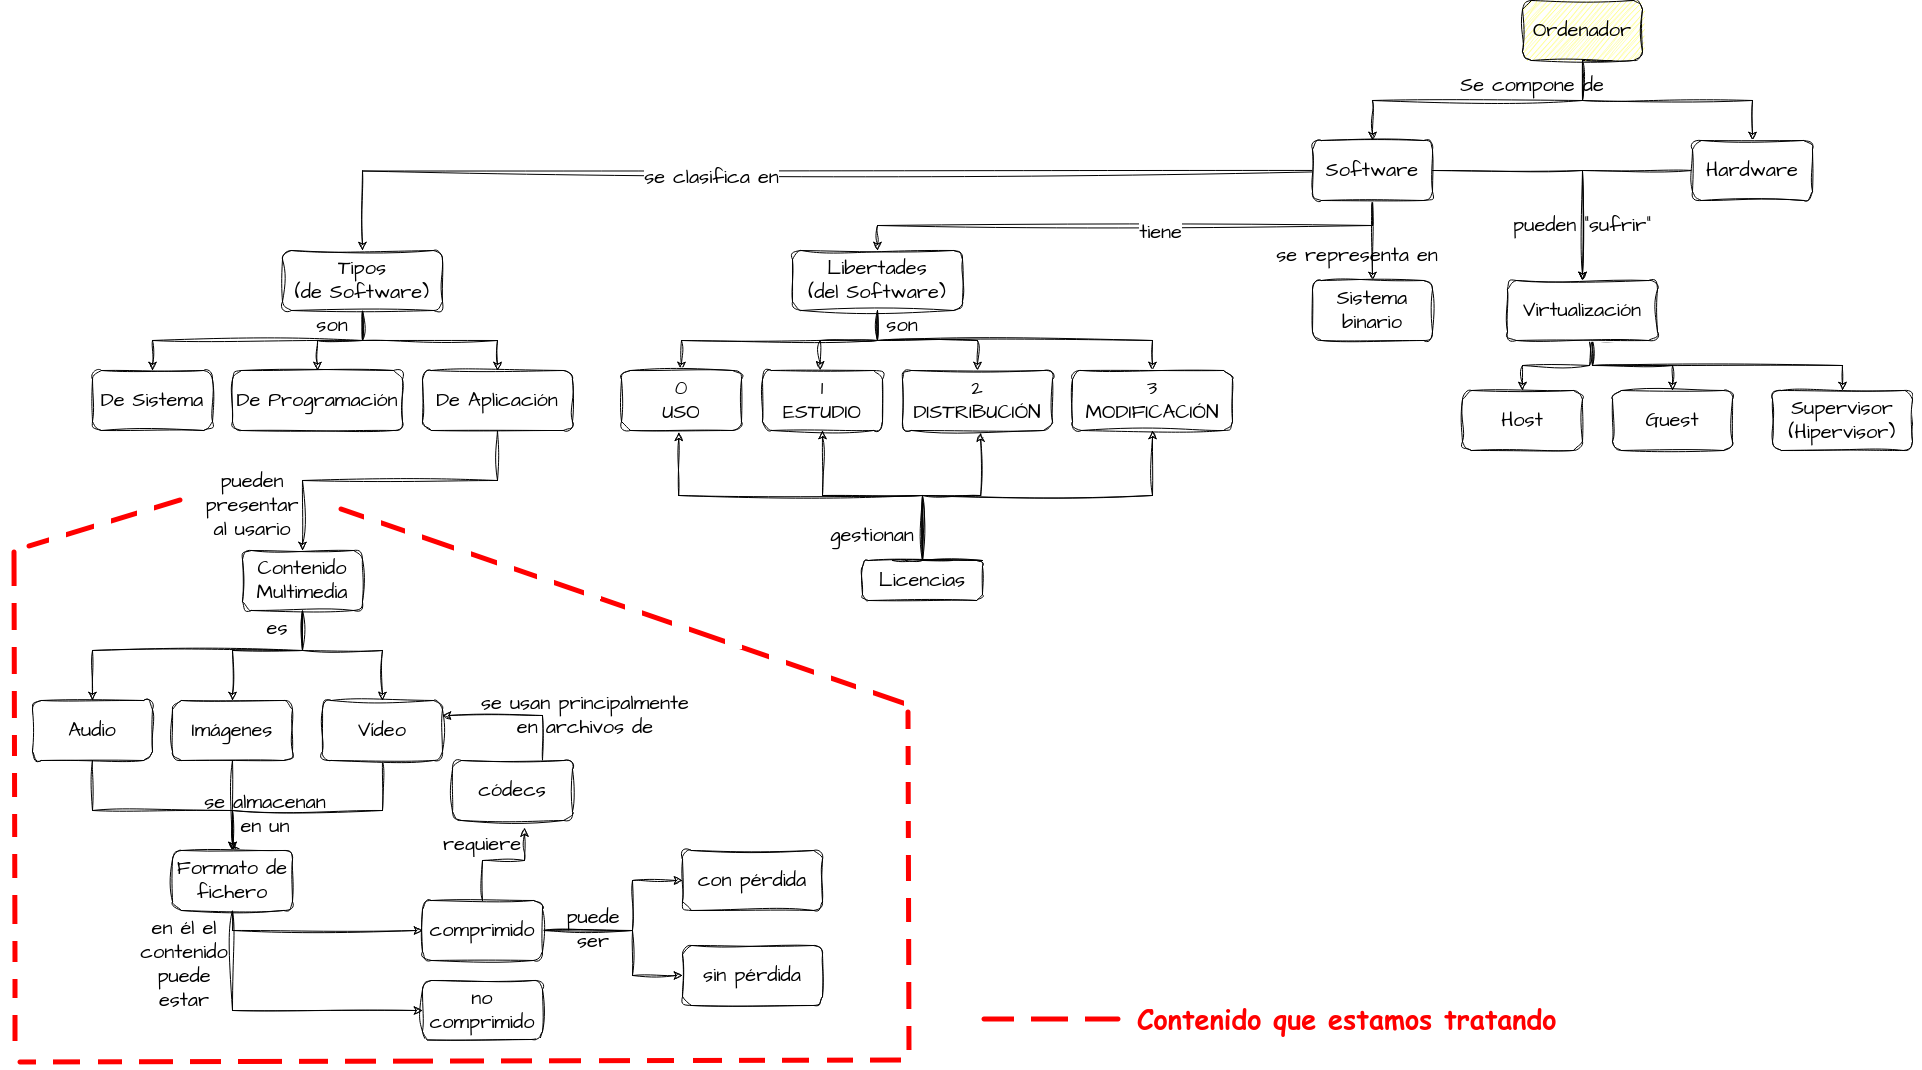 Ordenador
Se compone de
Software
Hardware
se clasifica en
tiene
pueden "sufrir"
se representa en
Tipos
(de Software)
Libertades
(del Software)
Sistema
binario
Virtualización
son
son
De Sistema
De Programación
De Aplicación
0
USO
1
ESTUDIO
2
DISTRIBUCIÓN
3
MODIFICACIÓN
Host
Guest
Supervisor
(Hipervisor)
pueden
presentar
al usario
gestionan
Licencias
Contenido
Multimedia
es
Audio
Imágenes
Vídeo
se usan principalmente
en archivos de
códecs
se almacenan
en un
requiere
Formato de
fichero
en él el
contenido
puede
estar
comprimido
puede
ser
con pérdida
sin pérdida
no
comprimido
Contenido que estamos tratando